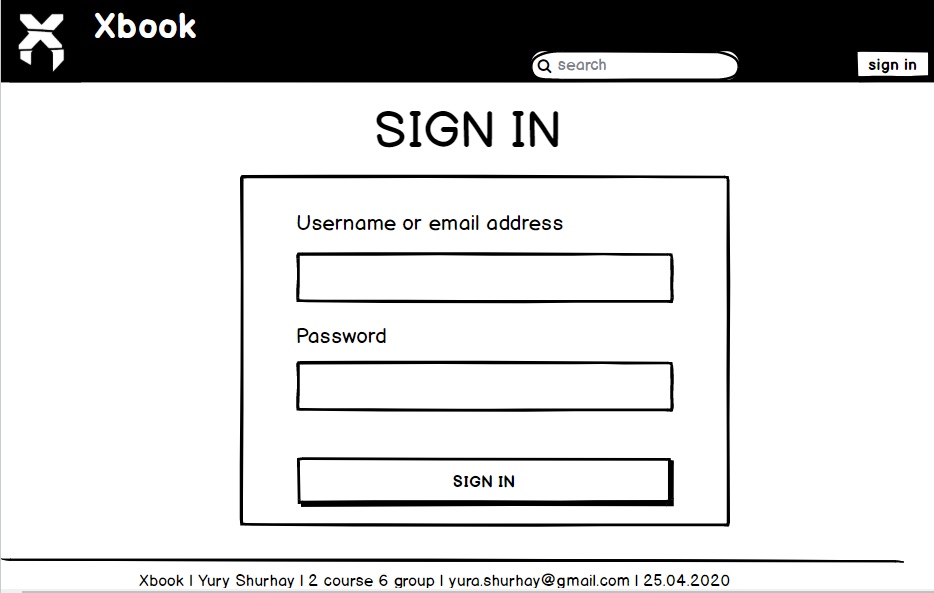 Xbook
search
sign in
SIGN IN
Username or email address
Password
SIGN IN
Xbook | Yury Shurhay | 2 course 6 group | yura.shurhay@gmail.com | 25.04.2020